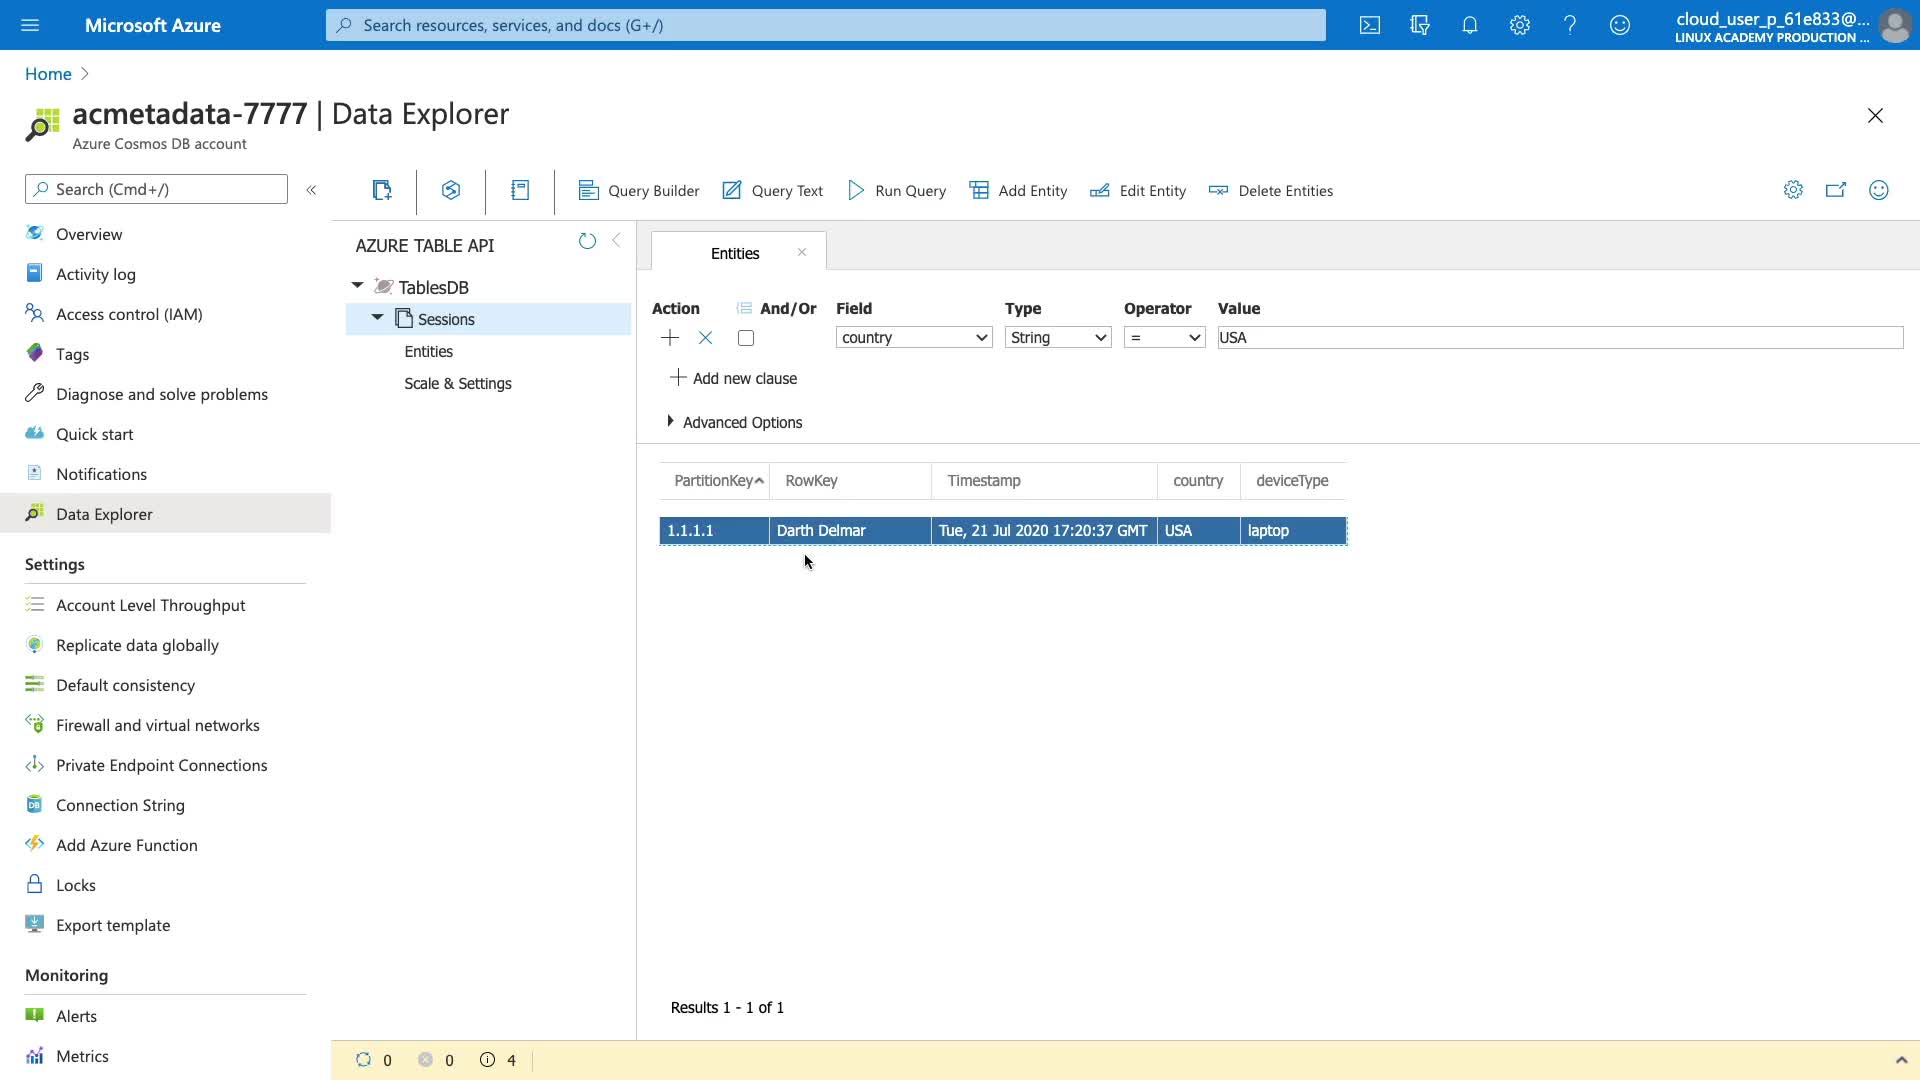 Microsoft Azure
Search resources, services, and docs (G+/)
cloud_user_p_61e833@...
LINUX ACADEMY PRODUCTION ...
Home
acmetadata-7777 | Data Explorer
Azure Cosmos DB account
Search (Cmd+/)
Overview
Activity log
Access control (IAM)
Tags
Diagnose and solve problems
Quick start
Notifications
Data Explorer
Settings
Account Level Throughput
Replicate data globally
Default consistency
Firewall and virtual networks
Private Endpoint Connections
Connection String
Add Azure Function
Locks
Export template
Monitoring
Alerts
Metrics
Query Builder
Query Text
Run Query
Add Entity
Edit Entity
Delete Entities
AZURE TABLE API
TablesDB
Sessions
Entities
Scale & Settings
Entities
Action And/Or Field Type Operator Value
country String = USA
Add new clause
Advanced Options
PartitionKey RowKey Timestamp country deviceType
1.1.1.1 Darth Delmar Tue, 21 Jul 2020 17:20:37 GMT USA laptop
Results 1 - 1 of 1
0 0 4